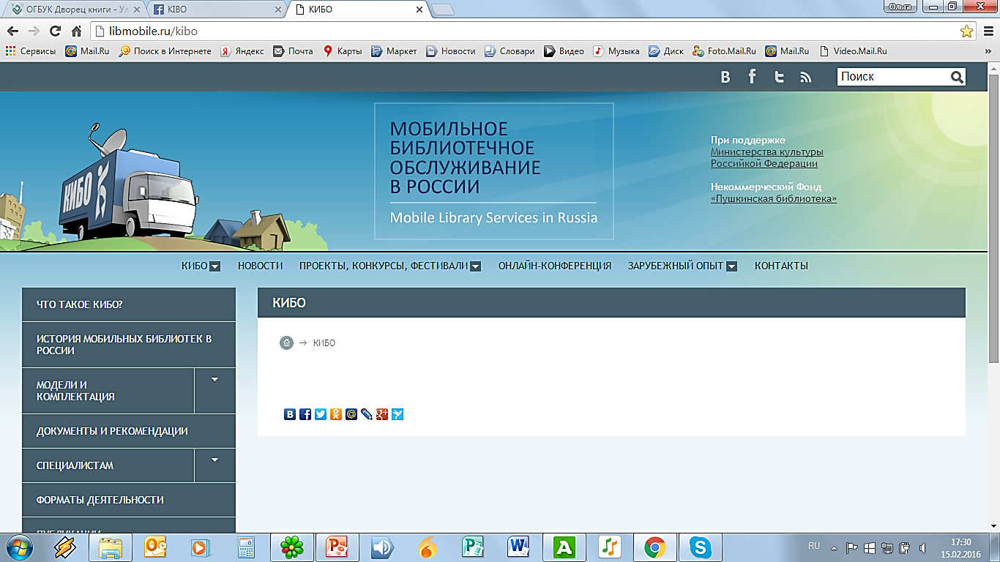 ОГБУК Дворец книги - Ул
KIBO
КИБО
Ольга
libmobile.ru/kibo
Сервисы
Mail.Ru
Поиск в Интернете
Яндекс
Почта
Карты
Маркет
Новости
Словари
Видео
Музыка
Диск
Foto.Mail.Ru
Mail.Ru
Video.Mail.Ru
Поиск
КИБО
МОБИЛЬНОЕ
БИБЛИОТЕЧНОЕ
ОБСЛУЖИВАНИЕ
В РОССИИ
Mobile Library Services in Russia
При поддержке
Министерства культуры
Российкой Федерации
Некоммерческий Фонд
«Пушкинская библиотека»
КИБО
НОВОСТИ
ПРОЕКТЫ, КОНКУРСЫ, ФЕСТИВАЛИ
ОНЛАЙН-КОНФЕРЕНЦИЯ
ЗАРУБЕЖНЫЙ ОПЫТ
КОНТАКТЫ
ЧТО ТАКОЕ КИБО?
ИСТОРИЯ МОБИЛЬНЫХ БИБЛИОТЕК В
РОССИИ
МОДЕЛИ И
КОМПЛЕКТАЦИЯ
ДОКУМЕНТЫ И РЕКОМЕНДАЦИИ
СПЕЦИАЛИСТАМ
ФОРМАТЫ ДЕЯТЕЛЬНОСТИ
ПУБЛИКАЦИИ
КИБО
→ КИБО
RU
17:30
15.02.2016